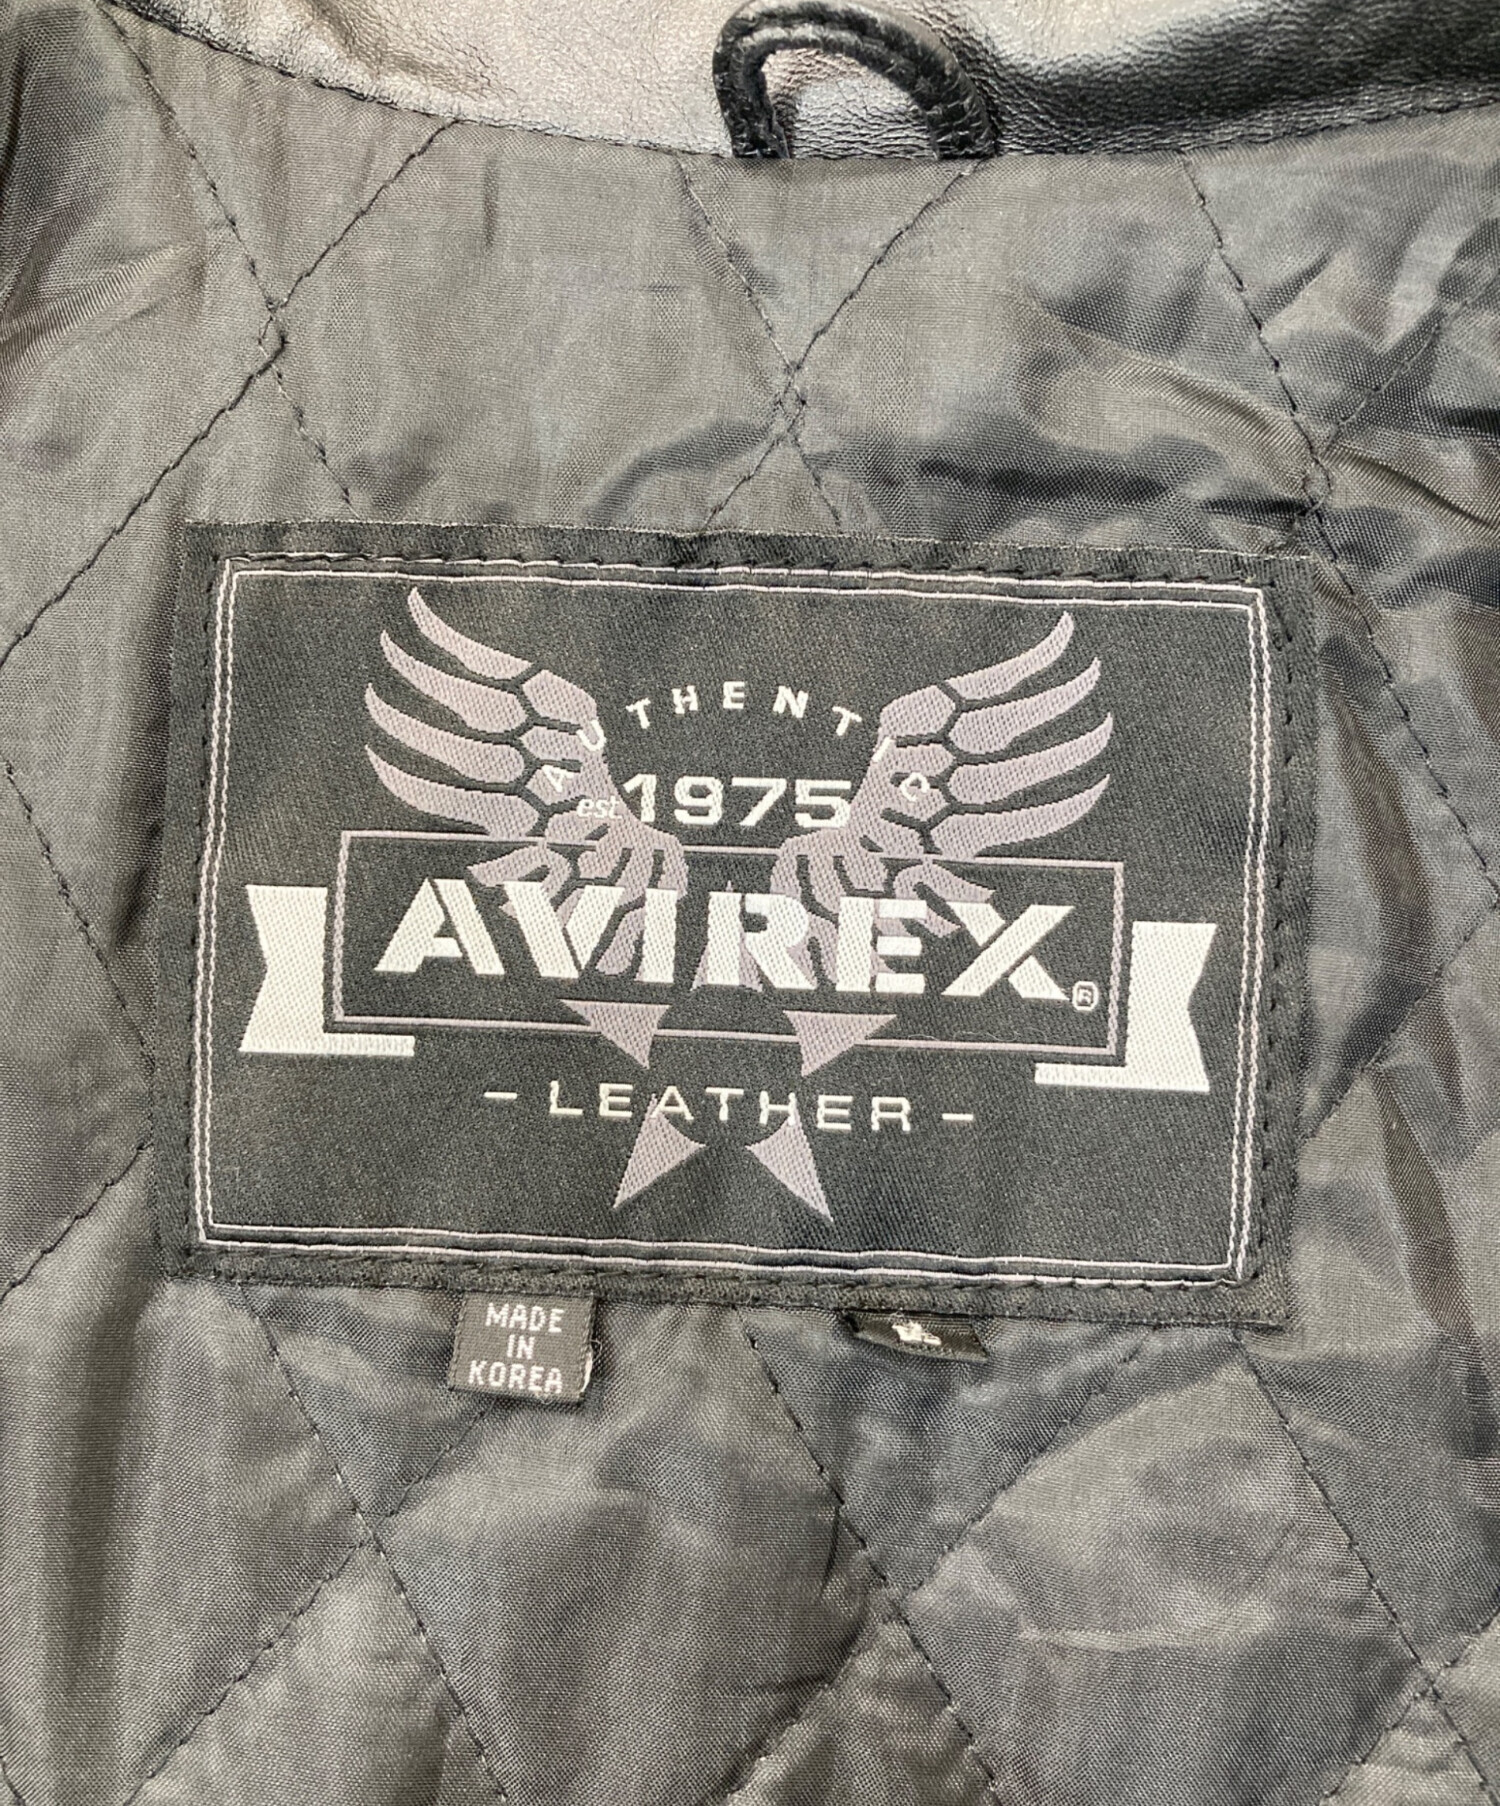 AUTHENTIC
est 1975
AVIREX®
- LEATHER -
MADE
IN
KOREA